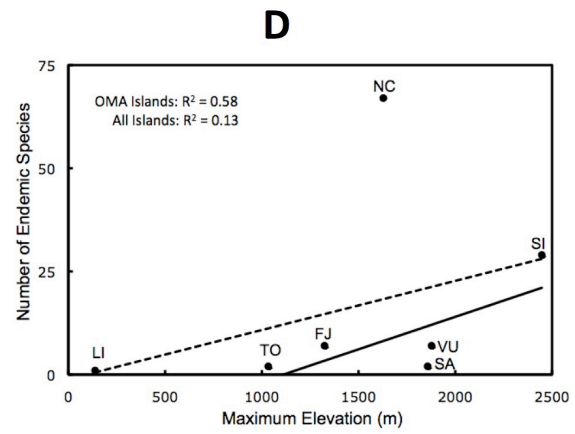 D
75
50
25
0
Number of Endemic Species
OMA Islands: R² = 0.58
All Islands: R² = 0.13
NC
SI
LI
TO
FJ
VU
SA
0 500 1000 1500 2000 2500
Maximum Elevation (m)